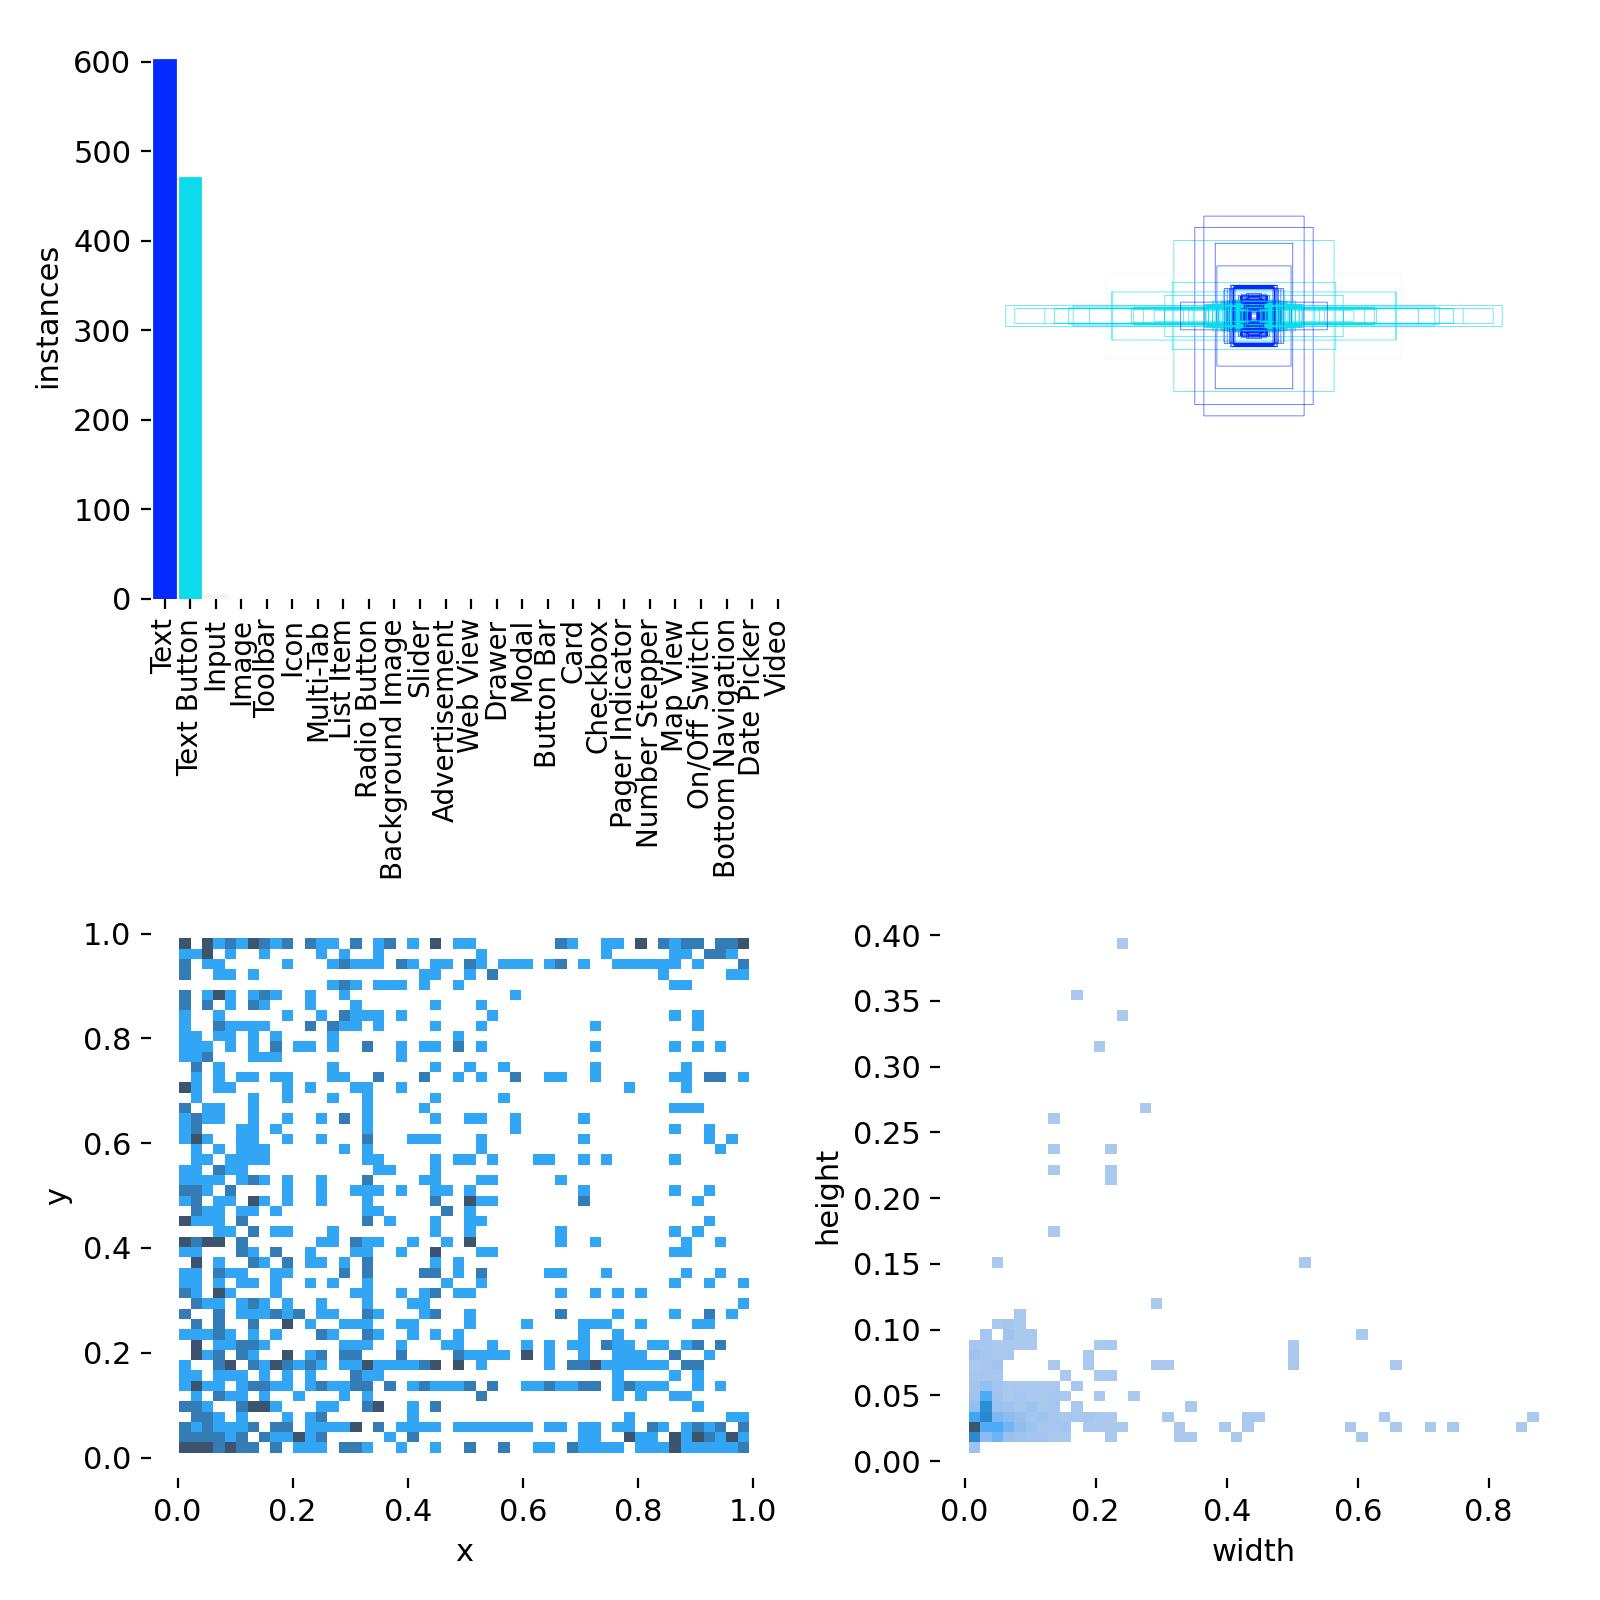 600
500
400
300
200
100
0
instances
Text
Text Button
Input
Image
Toolbar
Icon
Multi-Tab
List Item
Radio Button
Background Image
Slider
Advertisement
Web View
Drawer
Modal
Button Bar
Card
Checkbox
Pager Indicator
Number Stepper
Map View
On/Off Switch
Bottom Navigation
Date Picker
Video
1.0
0.8
0.6
0.4
0.2
0.0
y
0.0 0.2 0.4 0.6 0.8 1.0
x
0.40
0.35
0.30
0.25
0.20
0.15
0.10
0.05
0.00
height
0.0 0.2 0.4 0.6 0.8
width